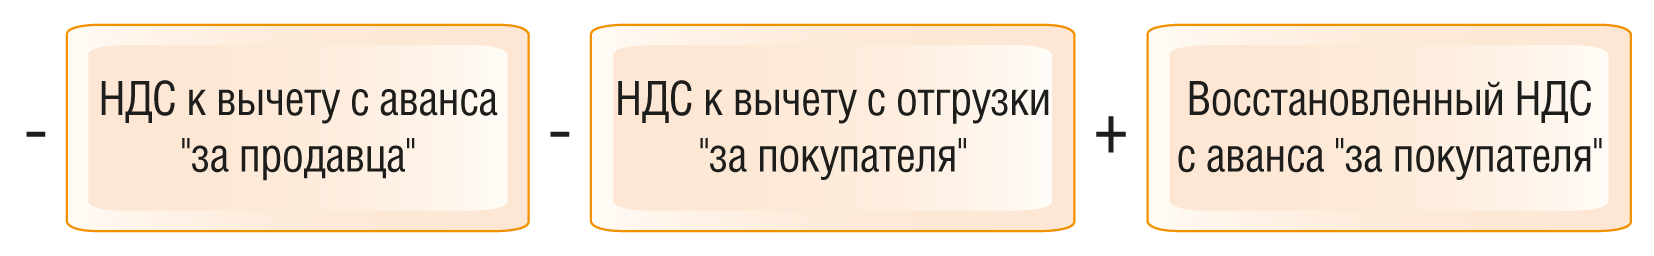 - НДС к вычету с аванса "за продавца"
- НДС к вычету с отгрузки "за покупателя"
+ Восстановленный НДС с аванса "за покупателя"